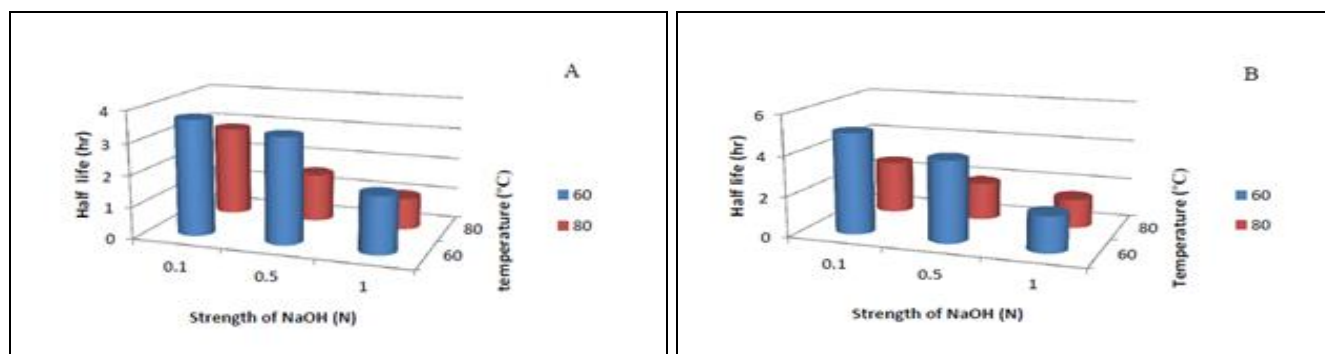 A
Half life (hr)
4
3
2
1
0
0.1
0.5
1
Strength of NaOH (N)
80
60
temperature (°C)
60
80
B
Half life (hr)
6
4
2
0
0.1
0.5
1
Strength of NaOH (N)
80
60
Temperature (°C)
60
80